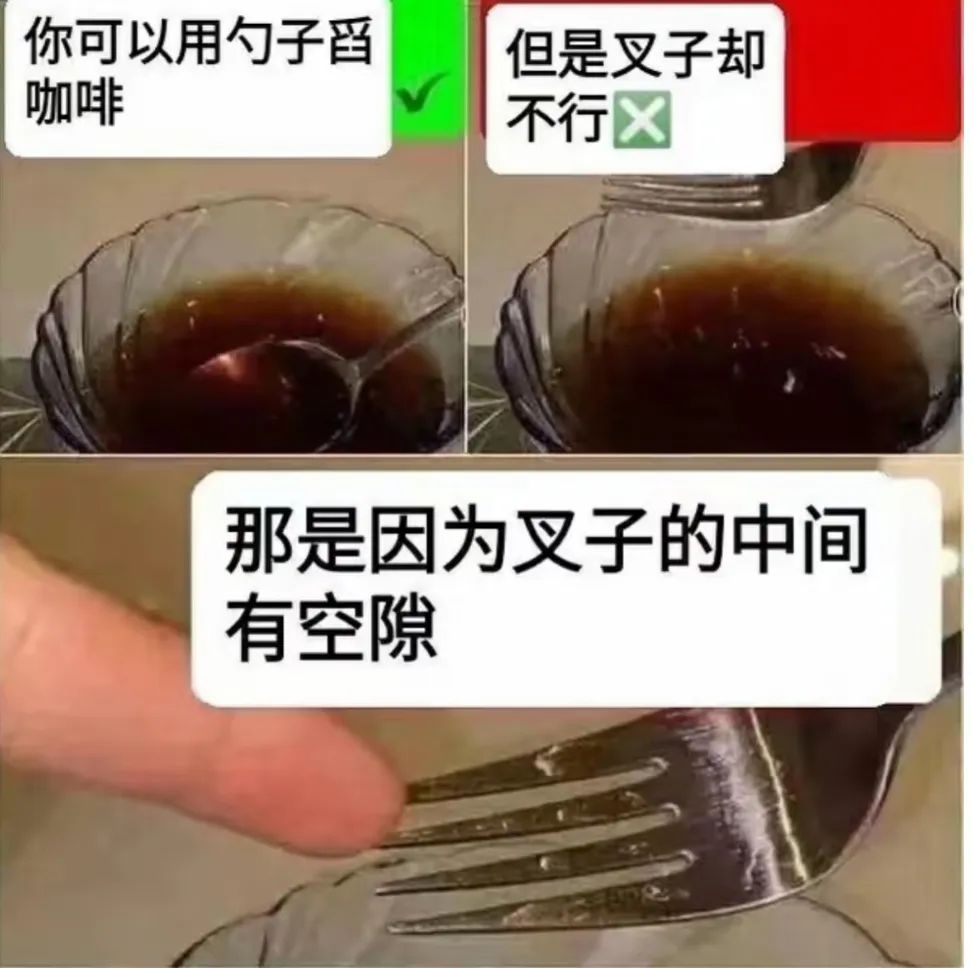 你可以用勺子舀
咖啡
但是叉子却
不行❎
那是因为叉子的中间
有空隙